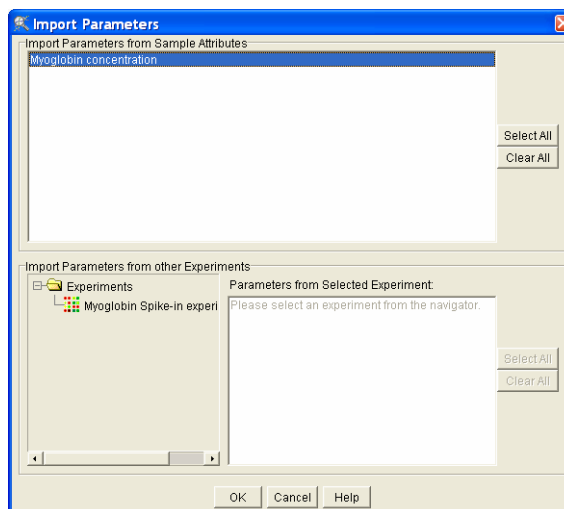 Import Parameters
Import Parameters from Sample Attributes
Myoglobin concentration
Select All
Clear All
Import Parameters from other Experiments
Experiments
Myoglobin Spike-in experi
Parameters from Selected Experiment:
Please select an experiment from the navigator.
Select All
Clear All
OK
Cancel
Help